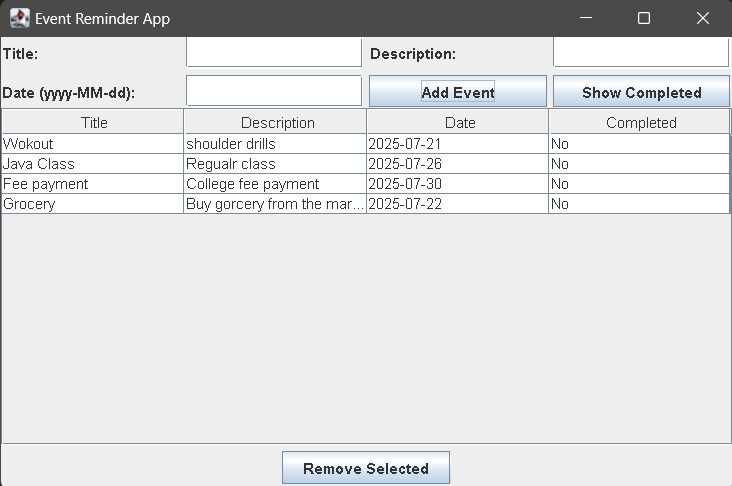 Event Reminder App
Title: Description:
Date (yyyy-MM-dd): Add Event Show Completed
Title Description Date Completed
Wokout shoulder drills 2025-07-21 No
Java Class Regualr class 2025-07-26 No
Fee payment College fee payment 2025-07-30 No
Grocery Buy gorcery from the mar... 2025-07-22 No
Remove Selected